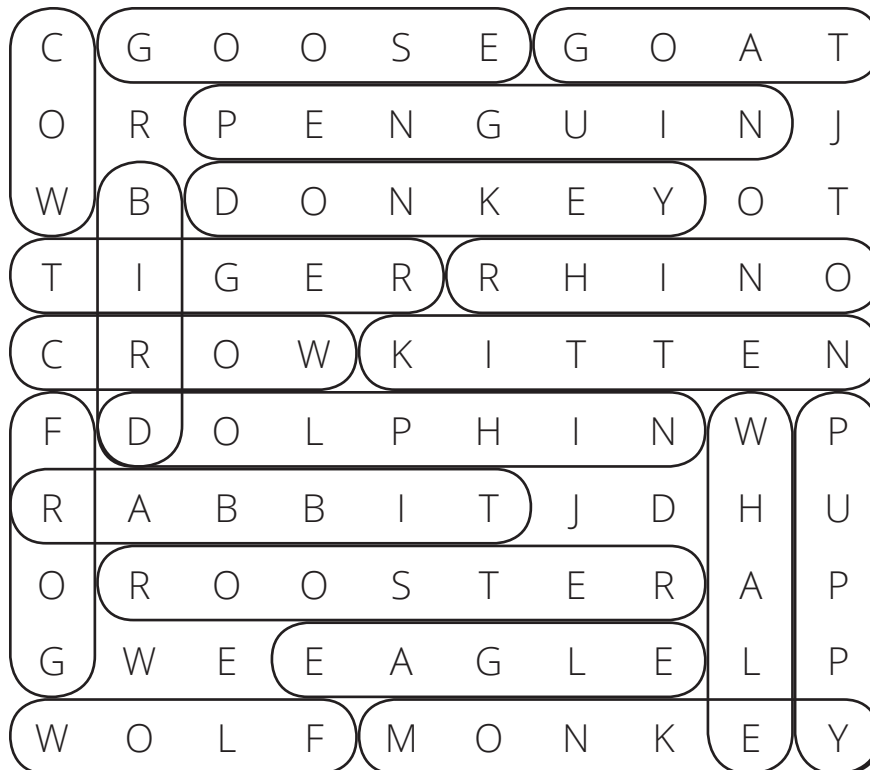 C G O O S E G O A T
O R P E N G U I N J
W B D O N K E Y O T
T I G E R R H I N O
C R O W K I T T E N
F D O L P H I N W P
R A B B I T J D H U
O R O O S T E R A P
G W E E A G L E L P
W O L F M O N K E Y